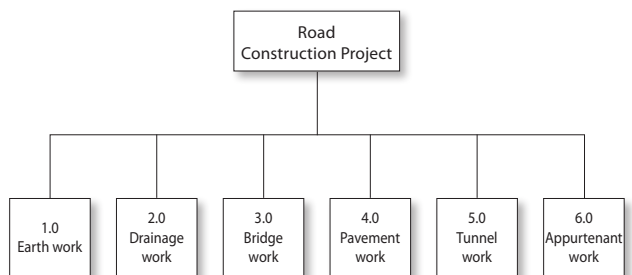 Road
Construction Project
1.0
Earth work
2.0
Drainage
work
3.0
Bridge
work
4.0
Pavement
work
5.0
Tunnel
work
6.0
Appurtenant
work